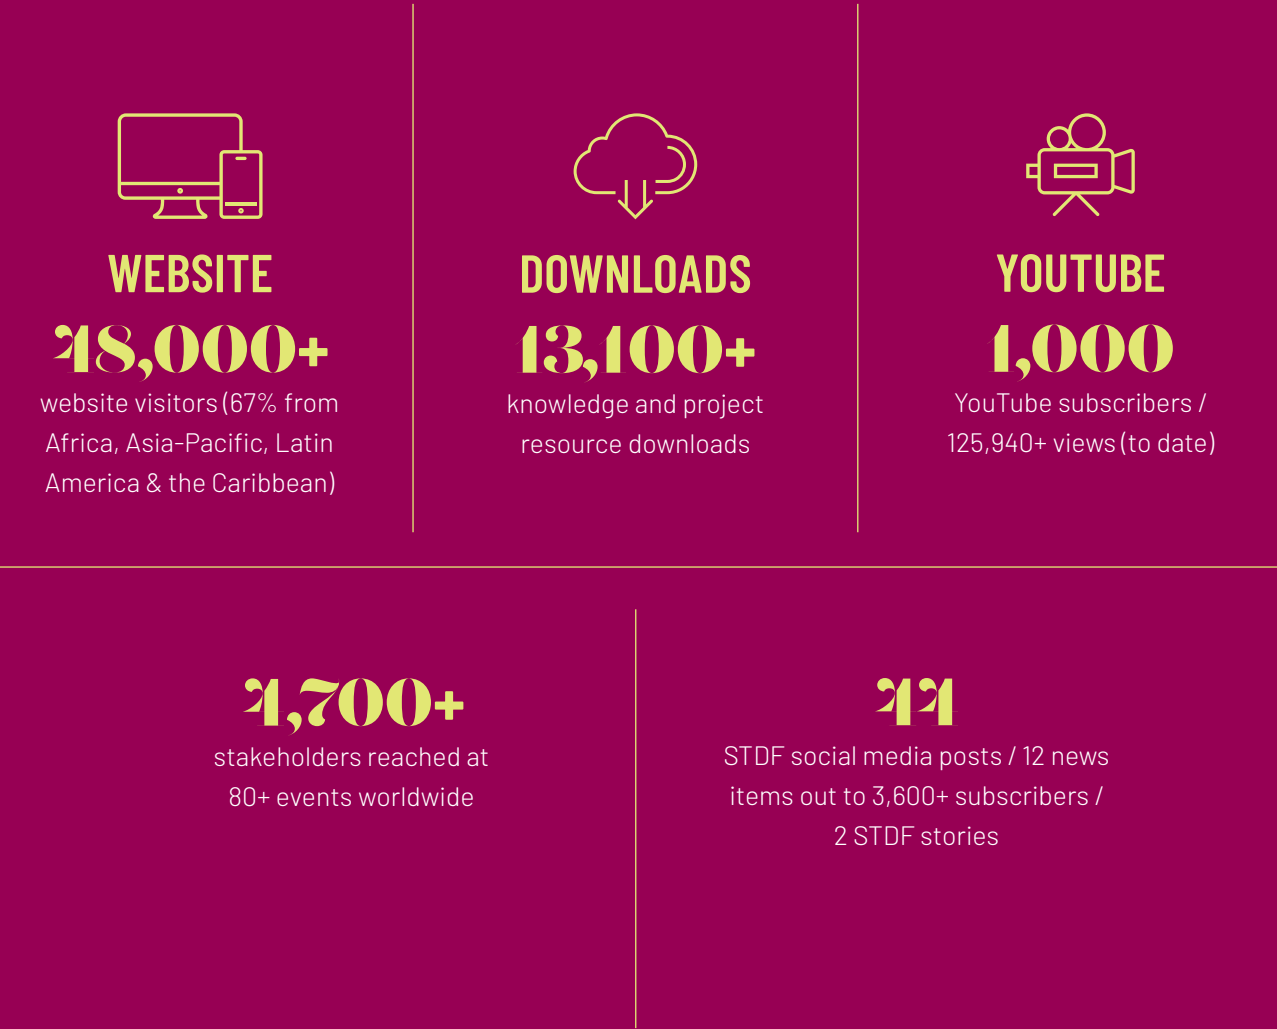 WEBSITE
48,000+
website visitors (67% from
Africa, Asia-Pacific, Latin
America & the Caribbean)
DOWNLOADS
13,100+
knowledge and project
resource downloads
YOUTUBE
1,000
YouTube subscribers /
125,940+ views (to date)
4,700+
stakeholders reached at
80+ events worldwide
44
STDF social media posts / 12 news
items out to 3,600+ subscribers /
2 STDF stories